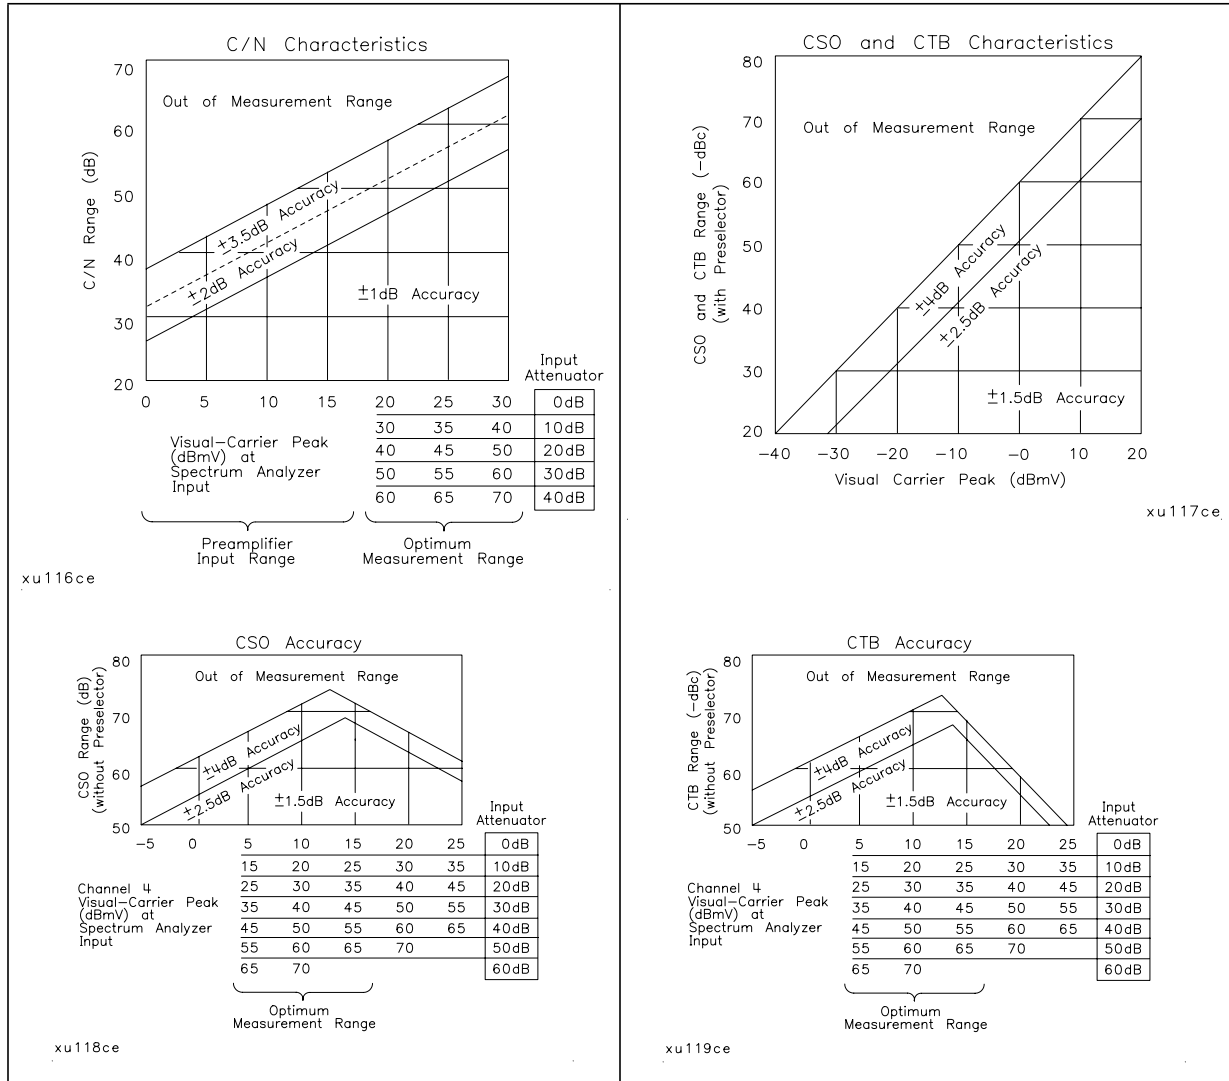 C/N Characteristics
C/N Range (dB)
70
60
50
40
30
20
Out of Measurement Range
±3.5dB Accuracy
±2dB Accuracy
±1dB Accuracy
Input
Attenuator
0 5 10 15 20 25 30 0dB
30 35 40 10dB
40 45 50 20dB
50 55 60 30dB
60 65 70 40dB
Visual-Carrier Peak
(dBmV) at
Spectrum Analyzer
Input
Preamplifier
Input Range
Optimum
Measurement Range
xu116ce
CSO and CTB Characteristics
CSO and CTB Range (-dBc)
(with Preselector)
80
70
60
50
40
30
20
Out of Measurement Range
±4dB Accuracy
±2.5dB Accuracy
±1.5dB Accuracy
-40 -30 -20 -10 -0 10 20
Visual Carrier Peak (dBmV)
xu117ce
CSO Accuracy
CSO Range (dB)
(without Preselector)
80
70
60
50
Out of Measurement Range
±4dB Accuracy
±2.5dB Accuracy
±1.5dB Accuracy
Input
Attenuator
-5 0 5 10 15 20 25 0dB
15 20 25 30 35 10dB
25 30 35 40 45 20dB
35 40 45 50 55 30dB
45 50 55 60 65 40dB
55 60 65 70 50dB
65 70 60dB
Channel 4
Visual-Carrier Peak
(dBmV) at
Spectrum Analyzer
Input
Optimum
Measurement Range
xu118ce
CTB Accuracy
CTB Range (-dBc)
(without Preselector)
80
70
60
50
Out of Measurement Range
±4dB Accuracy
±2.5dB Accuracy
±1.5dB Accuracy
Input
Attenuator
-5 0 5 10 15 20 25 0dB
15 20 25 30 35 10dB
25 30 35 40 45 20dB
35 40 45 50 55 30dB
45 50 55 60 65 40dB
55 60 65 70 50dB
65 70 60dB
Channel 4
Visual-Carrier Peak
(dBmV) at
Spectrum Analyzer
Input
Optimum
Measurement Range
xu119ce